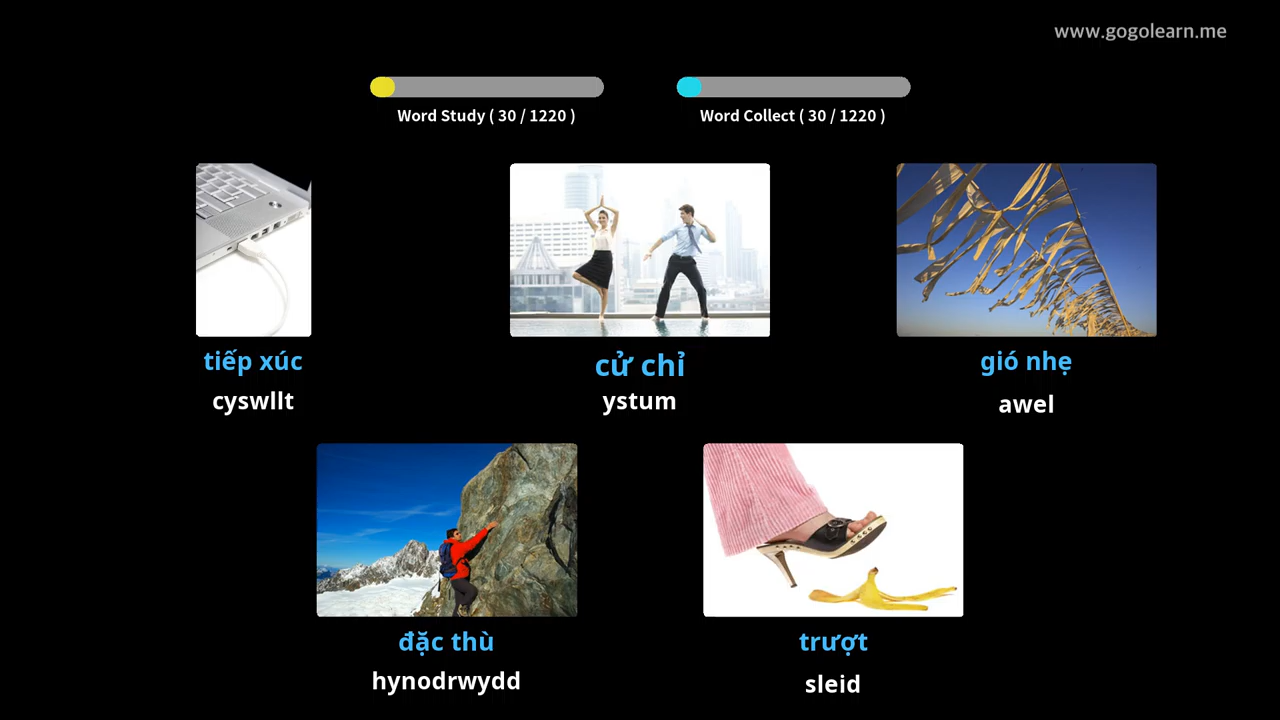 www.gogolearn.me
Word Study ( 30 / 1220 )
Word Collect ( 30 / 1220 )
tiếp xúc
cyswllt
cử chỉ
ystum
gió nhẹ
awel
đặc thù
hynodrwydd
trượt
sleid